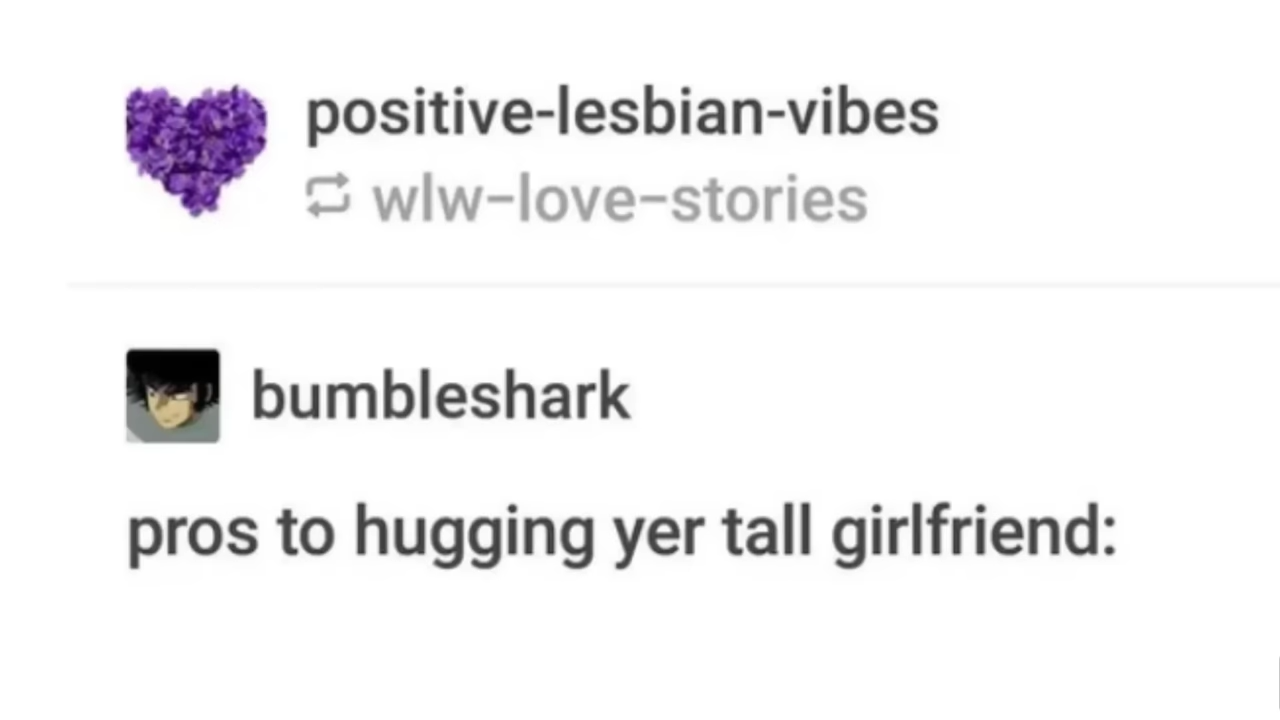 positive-lesbian-vibes
wlw-love-stories
bumbleshark
pros to hugging yer tall girlfriend: